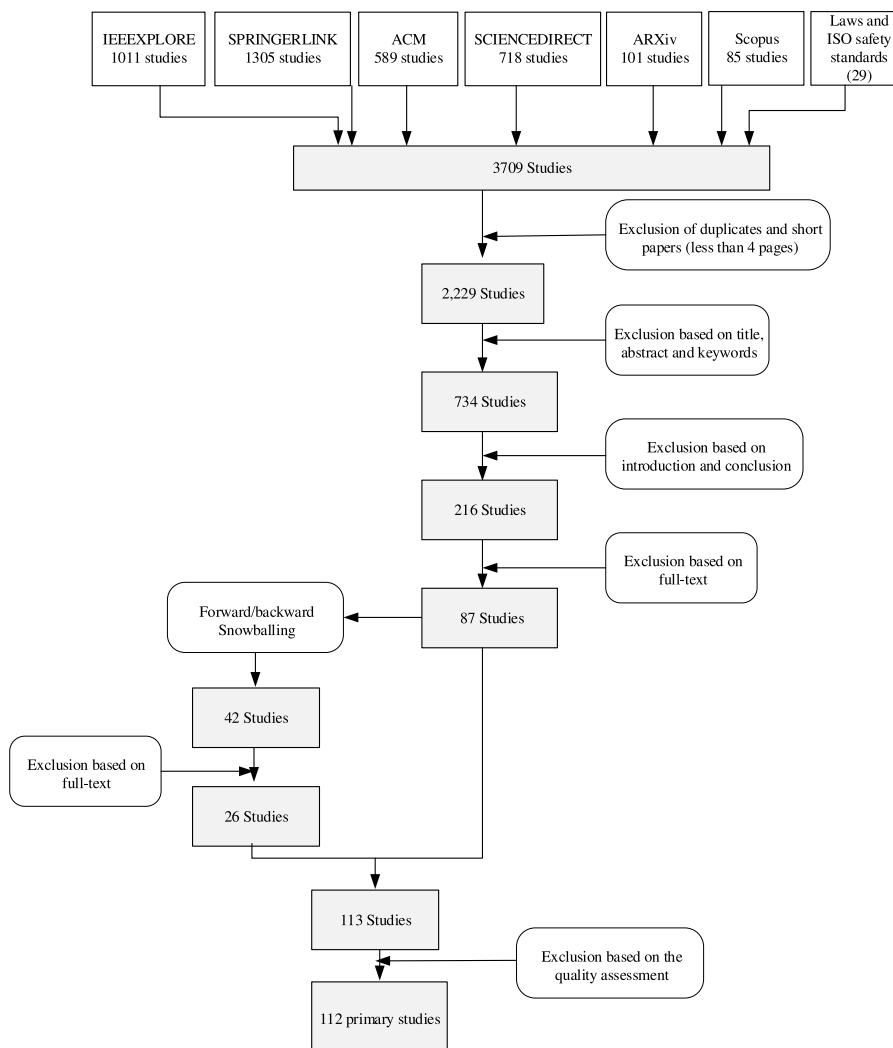 IEEEXPLORE
1011 studies
SPRINGERLINK
1305 studies
ACM
589 studies
SCIENCEDIRECT
718 studies
ARXiv
101 studies
Scopus
85 studies
Laws and
ISO safety
standards
(29)
3709 Studies
Exclusion of duplicates and short
papers (less than 4 pages)
2,229 Studies
Exclusion based on title,
abstract and keywords
734 Studies
Exclusion based on
introduction and conclusion
216 Studies
Exclusion based on
full-text
87 Studies
Forward/backward
Snowballing
42 Studies
Exclusion based on
full-text
26 Studies
113 Studies
Exclusion based on the
quality assessment
112 primary studies